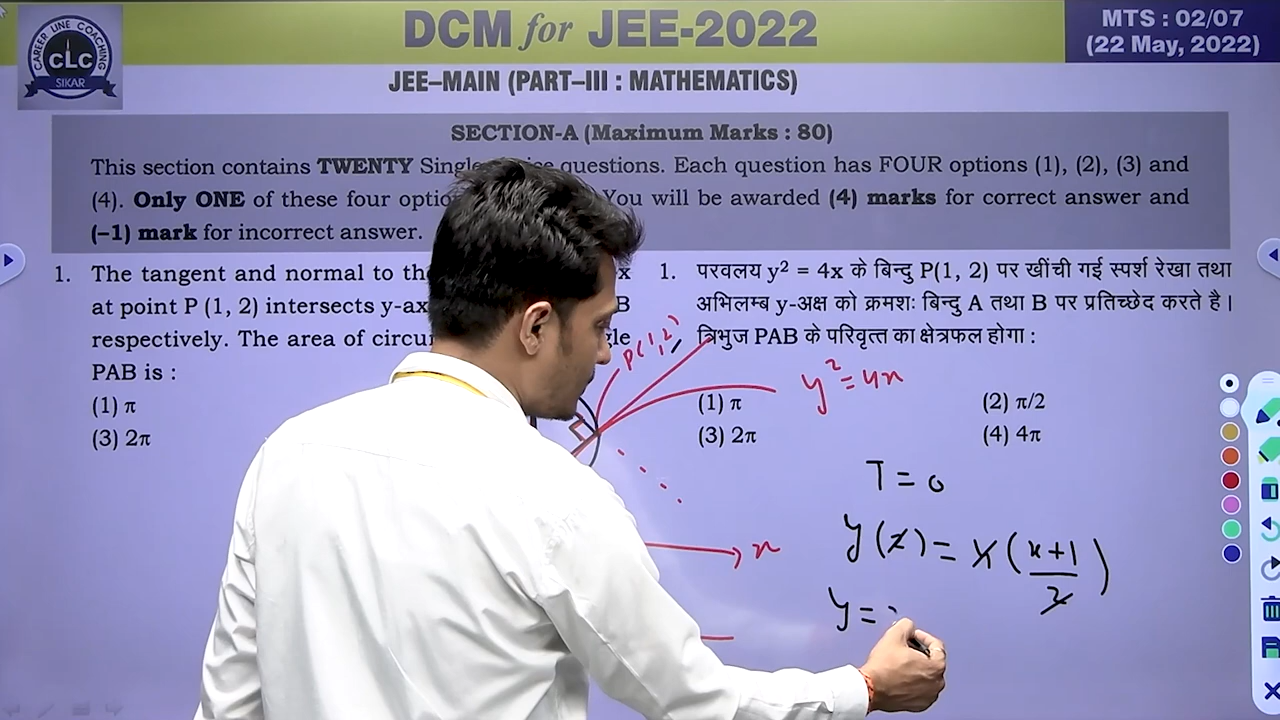 CAREER LINE COACHING
CLC
SIKAR
DCM for JEE-2022
MTS : 02/07
(22 May, 2022)
JEE–MAIN (PART–III : MATHEMATICS)
SECTION-A (Maximum Marks : 80)
This section contains TWENTY questions. Each question has FOUR options (1), (2), (3) and
(4). Only ONE of these four You will be awarded (4) marks for correct answer and
(–1) mark for incorrect answer.
1. The tangent and normal to
at point P (1, 2) intersects B
respectively. The area of
PAB is :
(1) π
(3) 2π
1. परवलय y² = 4x के बिन्दु P(1, 2) पर खींची गई स्पर्श रेखा तथा
अभिलम्ब y-अक्ष को क्रमशः बिन्दु A तथा B पर प्रतिच्छेद करते है।
त्रिभुज PAB के परिवृत्त का क्षेत्रफल होगा :
(1) π (2) π/2
(3) 2π (4) 4π
P(1,2)
y² = 4x
T = 0
y(2) = 4(x+1/2)
y =
x